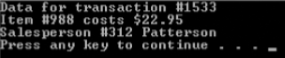 Data for transaction #1533
Item #988 costs $22.95
Salesperson #312 Patterson
Press any key to continue . . .